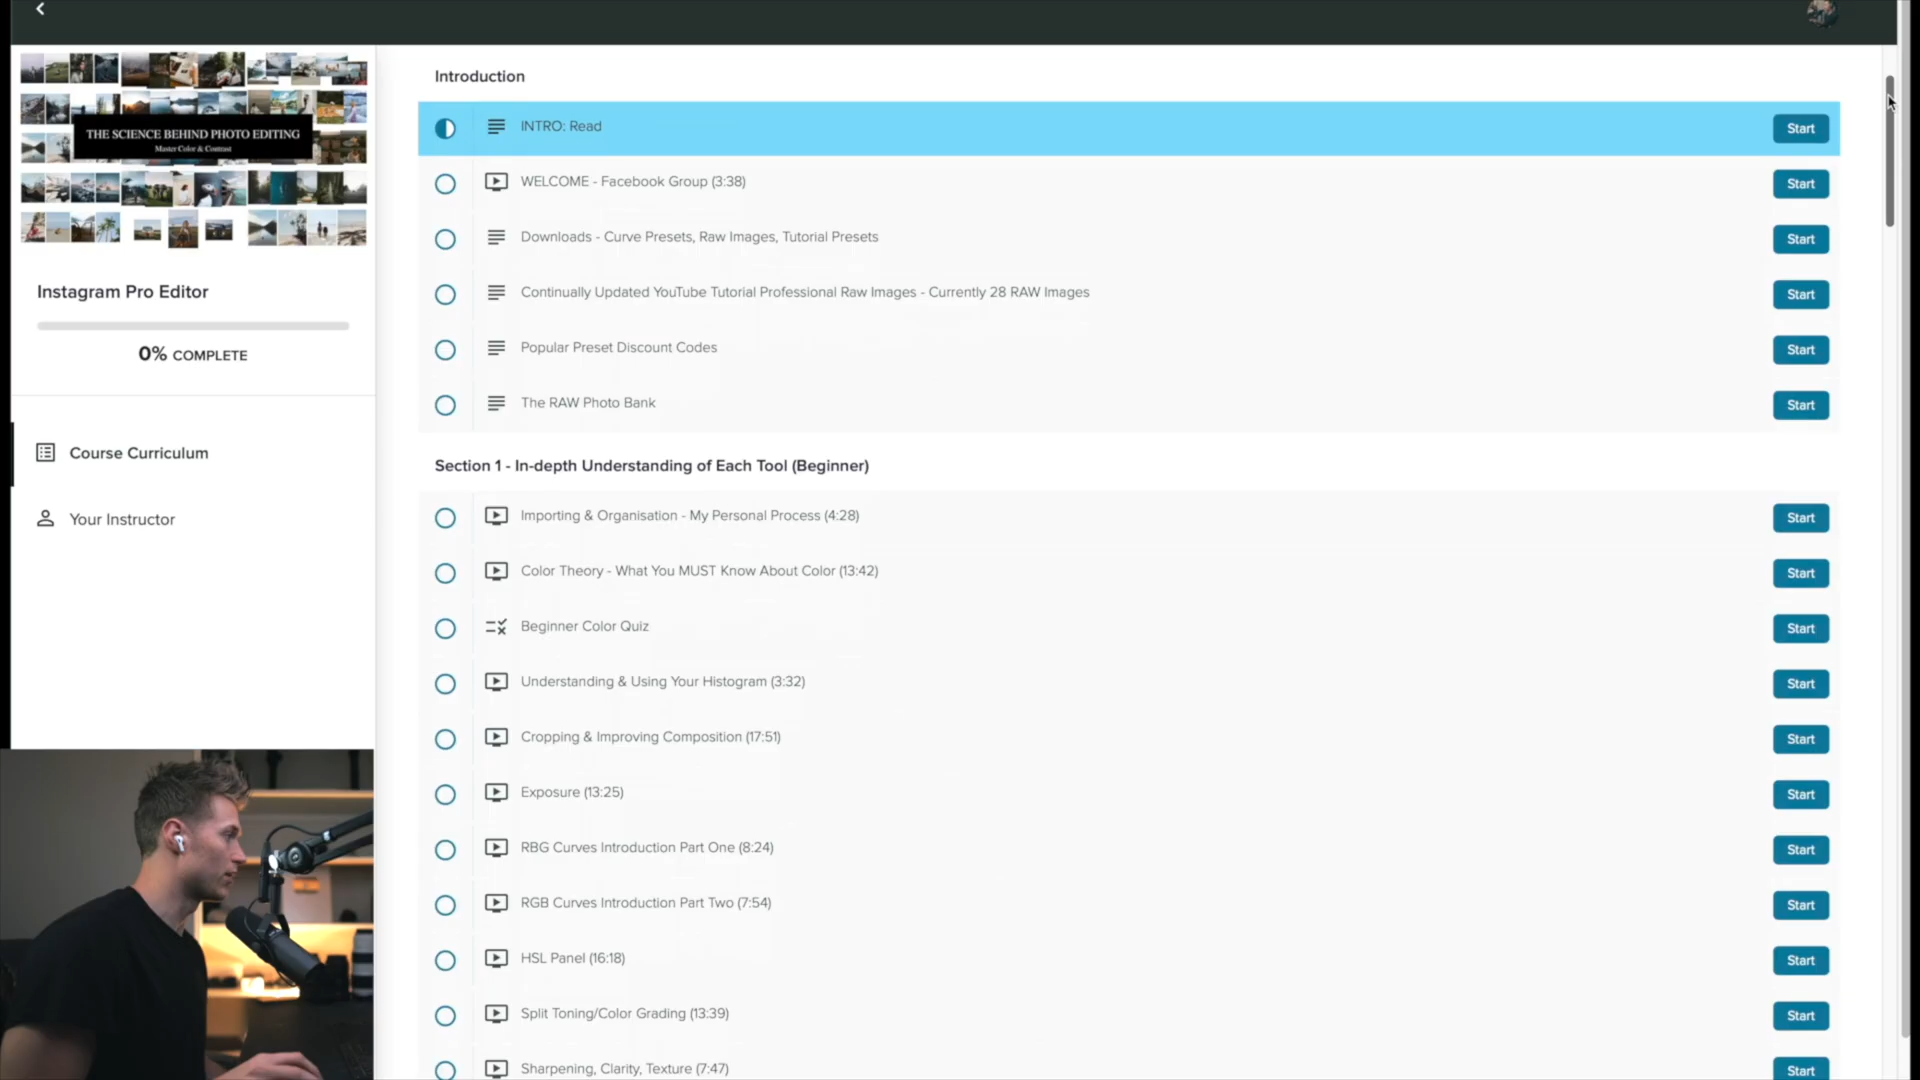 THE SCIENCE BEHIND PHOTO EDITING
Master Color & Contrast
Instagram Pro Editor
0% COMPLETE
Course Curriculum
Your Instructor
Introduction
INTRO: Read
Start
WELCOME - Facebook Group (3:38)
Start
Downloads - Curve Presets, Raw Images, Tutorial Presets
Start
Continually Updated YouTube Tutorial Professional Raw Images - Currently 28 RAW Images
Start
Popular Preset Discount Codes
Start
The RAW Photo Bank
Start
Section 1 - In-depth Understanding of Each Tool (Beginner)
Importing & Organisation - My Personal Process (4:28)
Start
Color Theory - What You MUST Know About Color (13:42)
Start
Beginner Color Quiz
Start
Understanding & Using Your Histogram (3:32)
Start
Cropping & Improving Composition (17:51)
Start
Exposure (13:25)
Start
RBG Curves Introduction Part One (8:24)
Start
RGB Curves Introduction Part Two (7:54)
Start
HSL Panel (16:18)
Start
Split Toning/Color Grading (13:39)
Start
Sharpening, Clarity, Texture (7:47)
Start